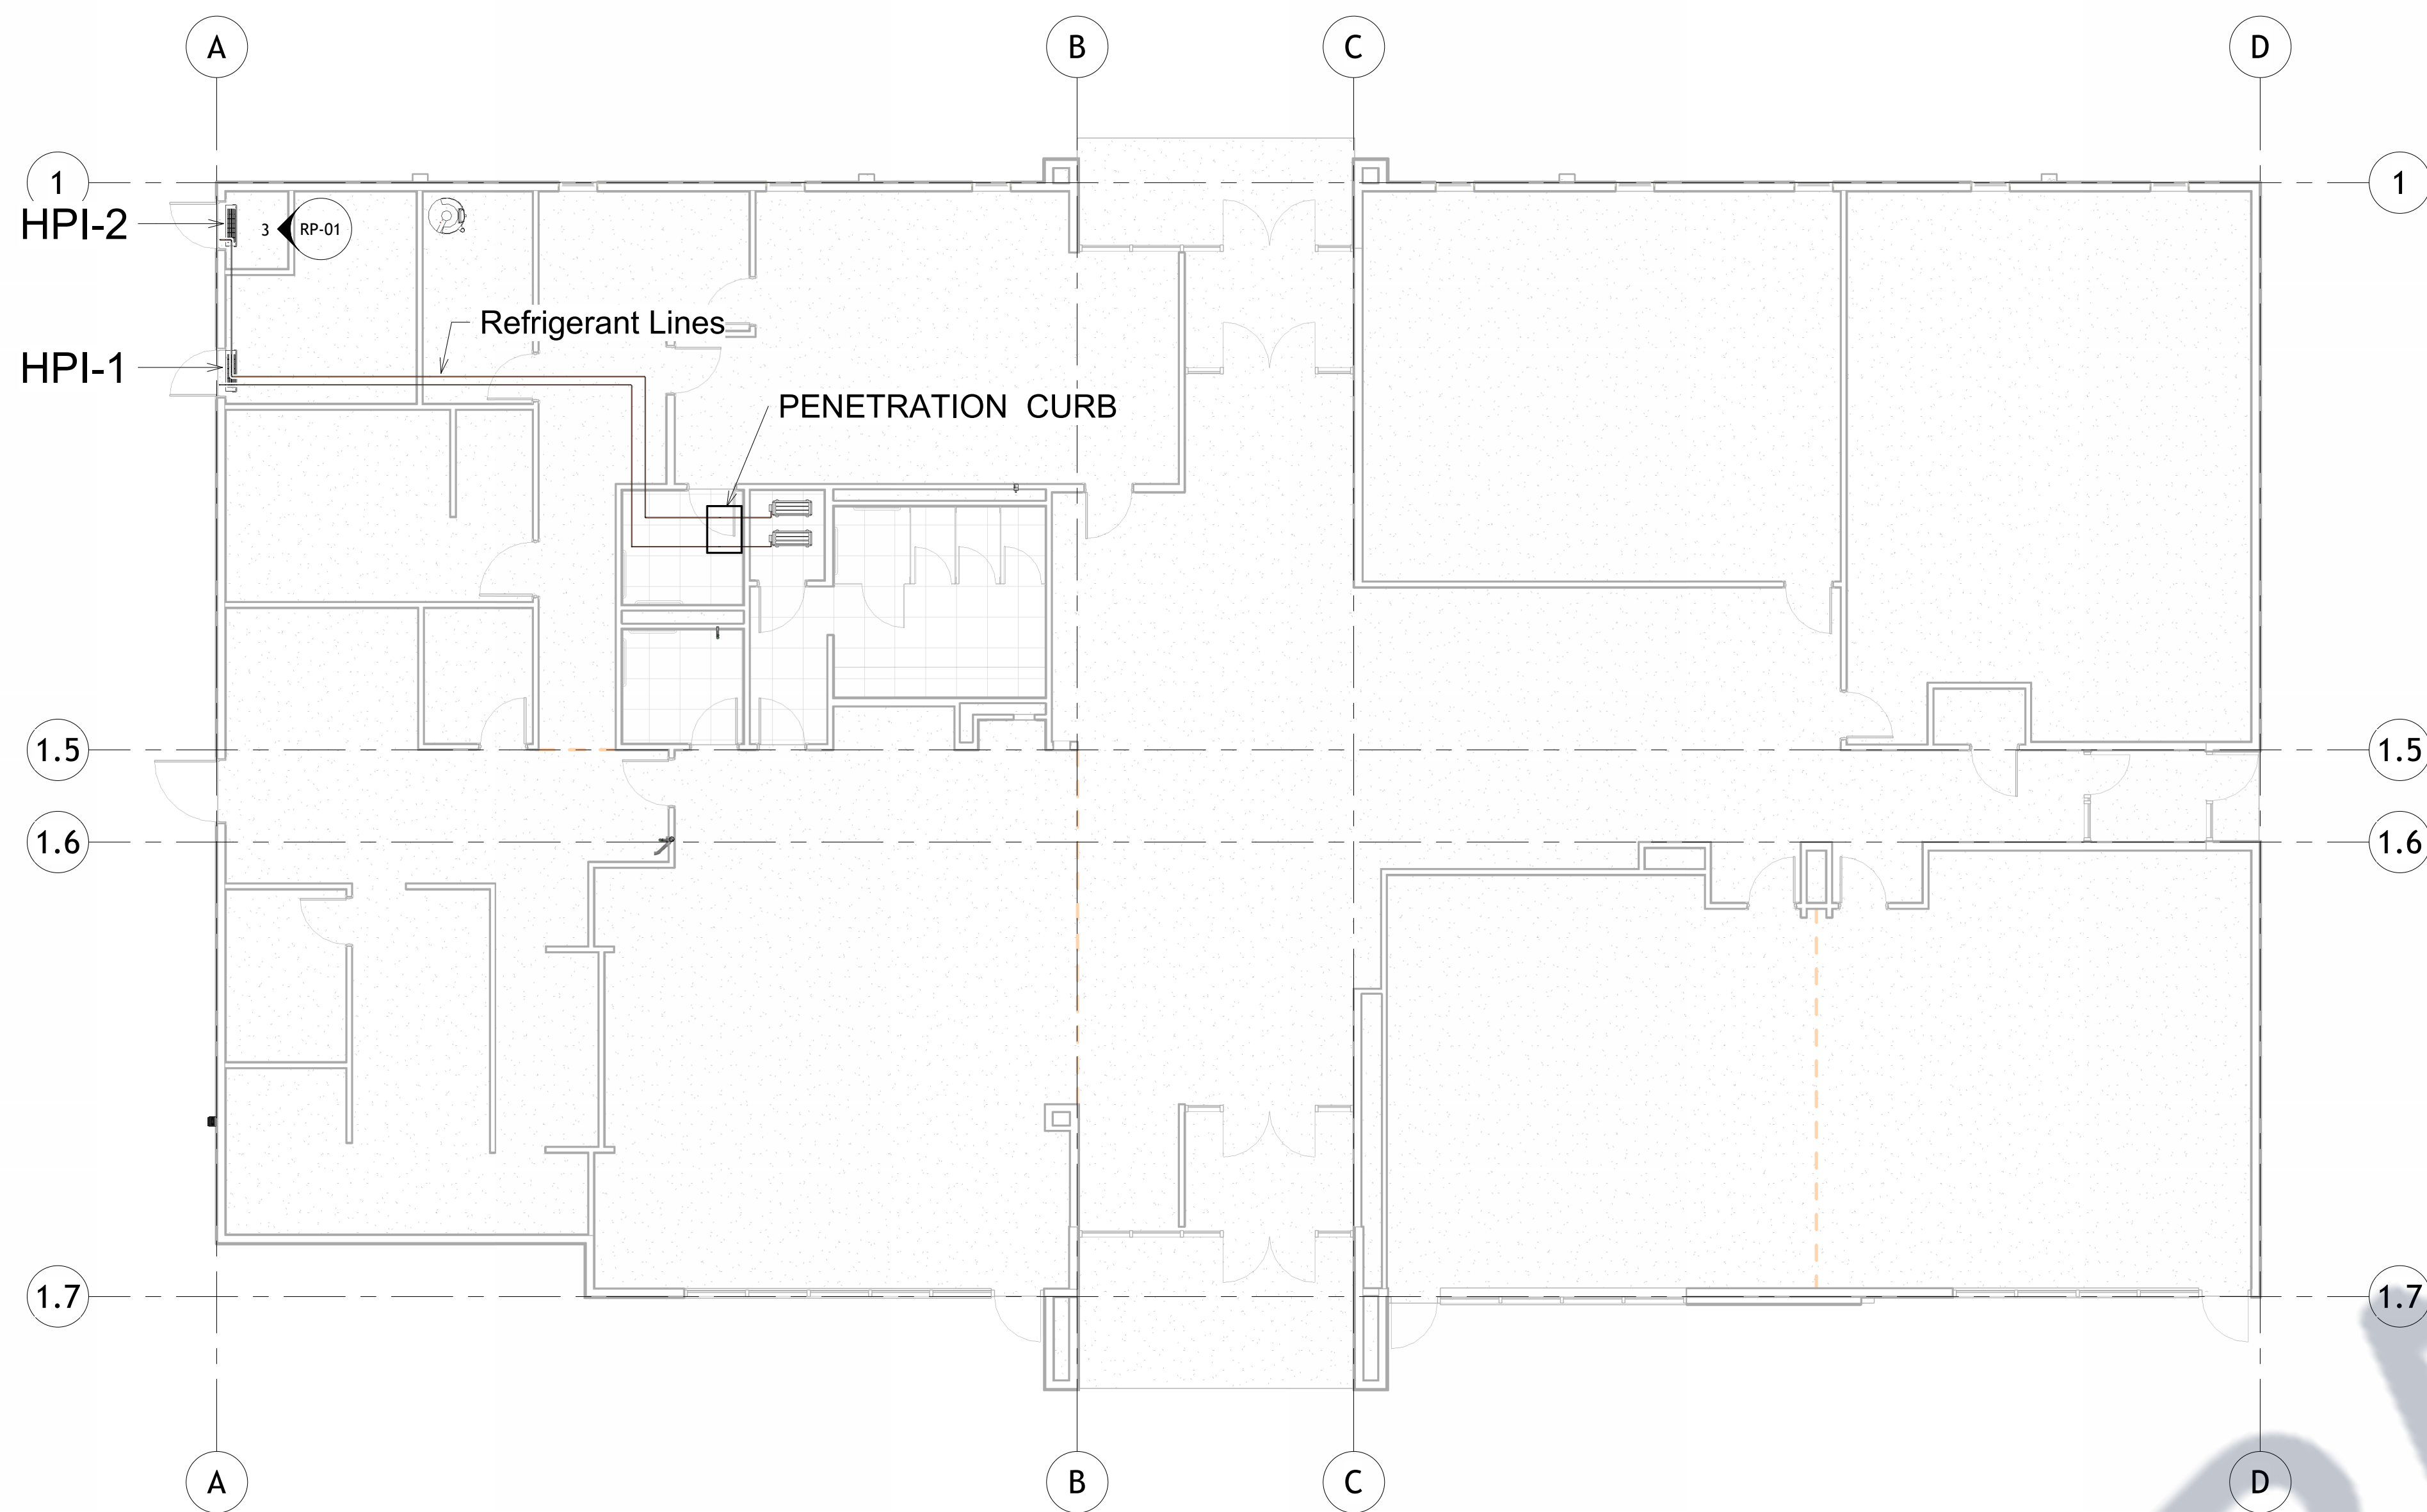 A B C D
1 1
HPI-2
3 RP-01
Refrigerant Lines
HPI-1
PENETRATION CURB
1.5 1.5
1.6 1.6
1.7 1.7
A B C D